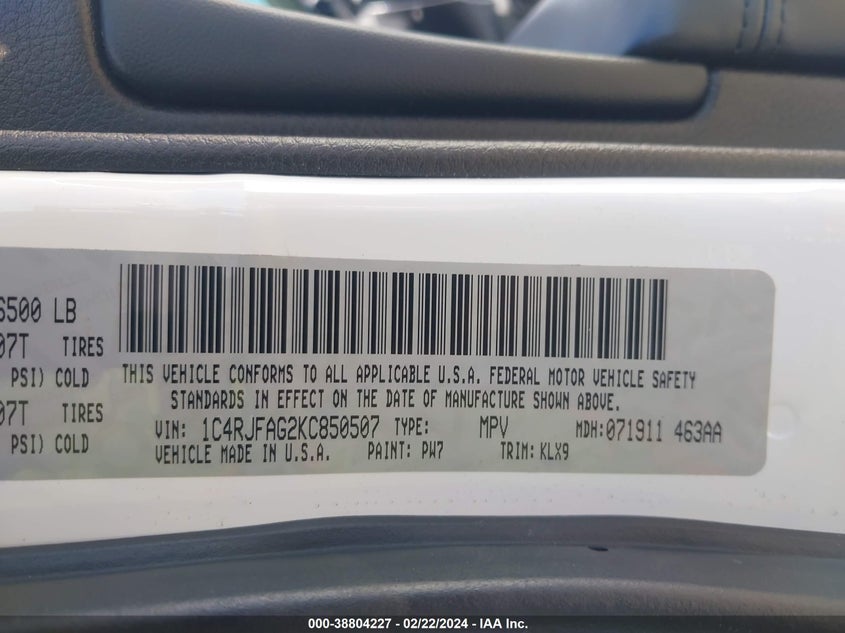 6500 LB
07T TIRES
PSI) COLD
07T TIRES
PSI) COLD
THIS VEHICLE CONFORMS TO ALL APPLICABLE U.S.A. FEDERAL MOTOR VEHICLE SAFETY
STANDARDS IN EFFECT ON THE DATE OF MANUFACTURE SHOWN ABOVE.
VIN: 1C4RJFAG2KC850507 TYPE: MPV MDH:071911 463AA
VEHICLE MADE IN U.S.A. PAINT: PW7 TRIM: KLX9
000-38804227 - 02/22/2024 - IAA Inc.